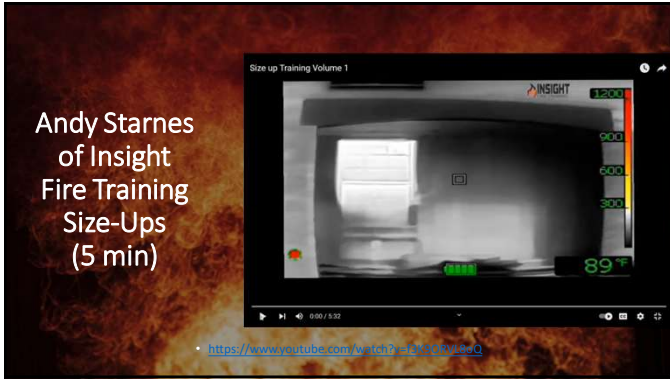 Andy Starnes
of Insight
Fire Training
Size-Ups
(5 min)
Size up Training Volume 1
INSIGHT
1200
900
600
300
89 °F
0:00 / 5:32